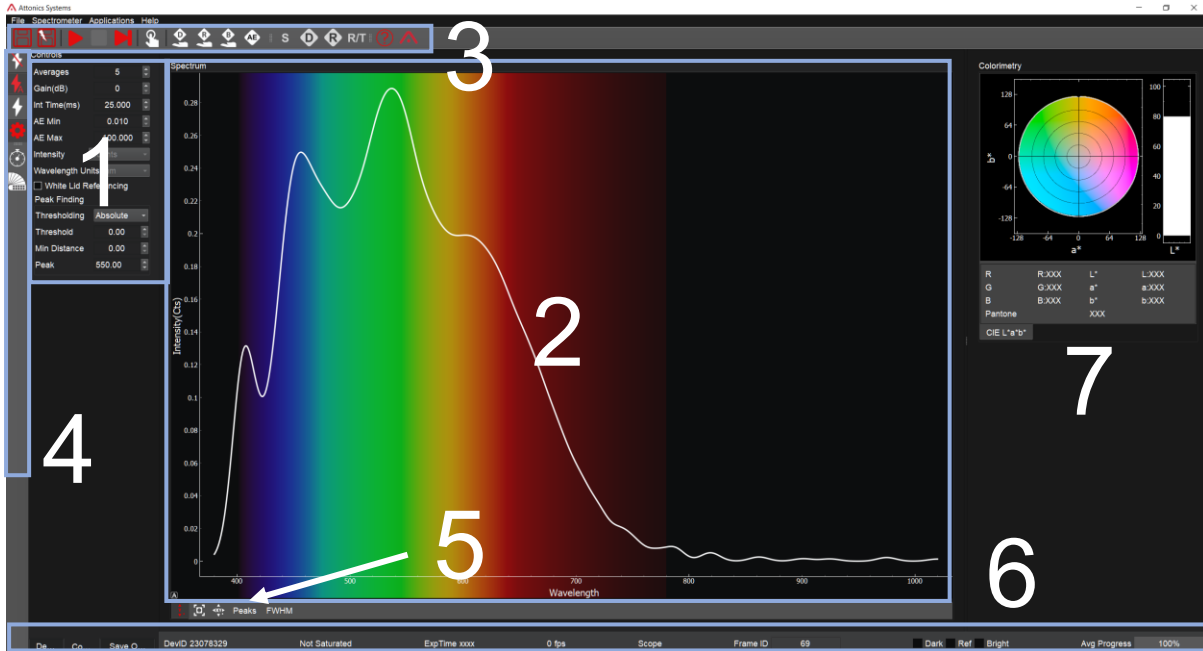 Attonics Systems
File Spectrometer Applications Help
D R B AE S D R R/T ?
3
Controls
Averages 5
Gain(dB) 0
Int Time(ms) 25.000
AE Min 0.010
AE Max 100.000
Intensity
Wavelength Units
White Lid Referencing
Peak Finding
Thresholding Absolute
Threshold 0.00
Min Distance 0.00
Peak 550.00
1
4
Spectrum
0.28
0.26
0.24
0.22
0.2
0.18
0.16
0.14
0.12
0.1
0.08
0.06
0.04
0.02
0
Intensity(Cts)
400 500 600 700 800 900 1000
Wavelength
A
2
5
Peaks FWHM
Colorimetry
128
64
0
-64
-128
b*
-128 -64 0 64 128
a*
100
80
60
40
20
0
L*
R R:XXX L* L:XXX
G G:XXX a* a:XXX
B B:XXX b* b:XXX
Pantone XXX
CIE L*a*b*
7
6
De... Co... Save O... DevID 23078329 Not Saturated ExpTime xxxx 0 fps Scope Frame ID 69 Dark Ref Bright Avg Progress 100%